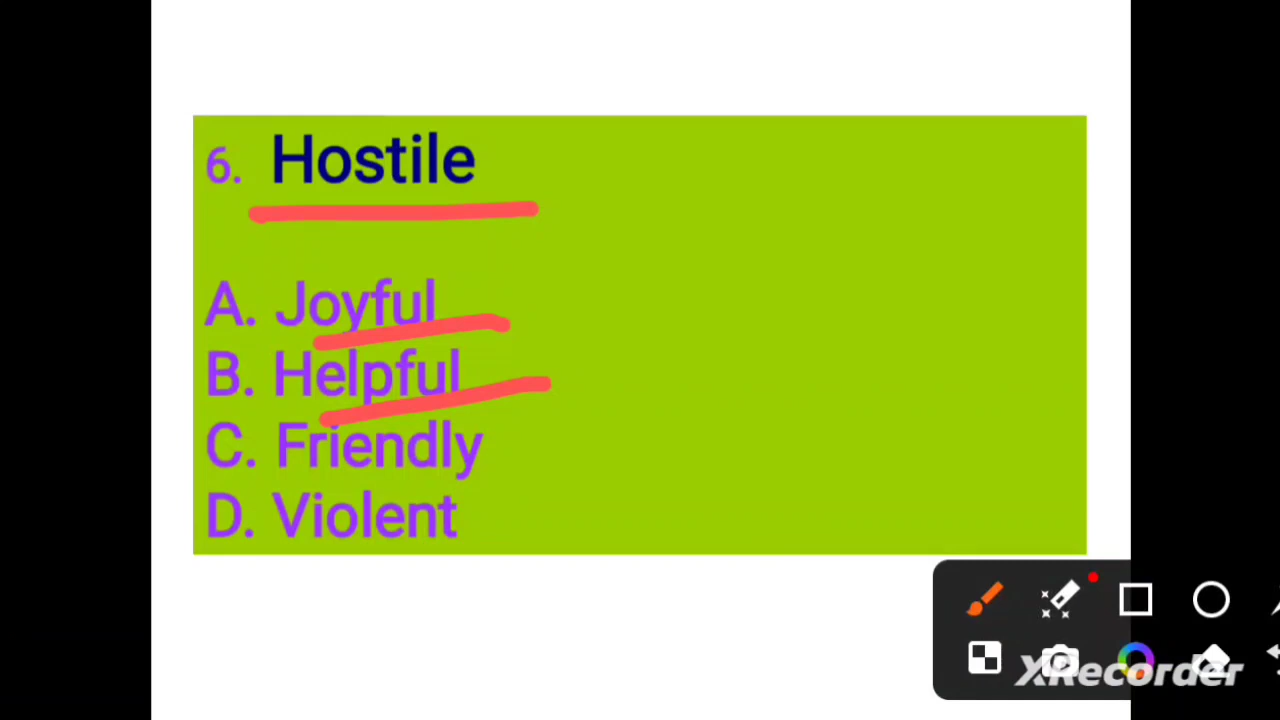 6. Hostile
A. Joyful
B. Helpful
C. Friendly
D. Violent
XRecorder